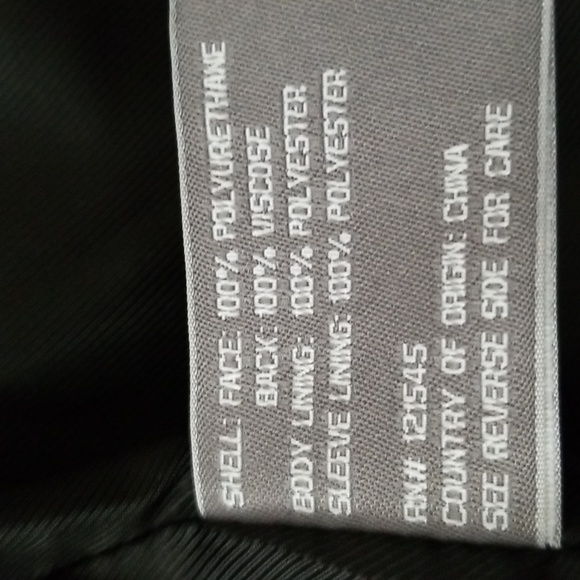 SHELL: FACE: 100% POLYURETHANE
BACK: 100% VISCOSE
BODY LINING: 100% POLYESTER
SLEEVE LINING: 100% POLYESTER
RN# 121545
COUNTRY OF ORIGIN: CHINA
SEE REVERSE SIDE FOR CARE